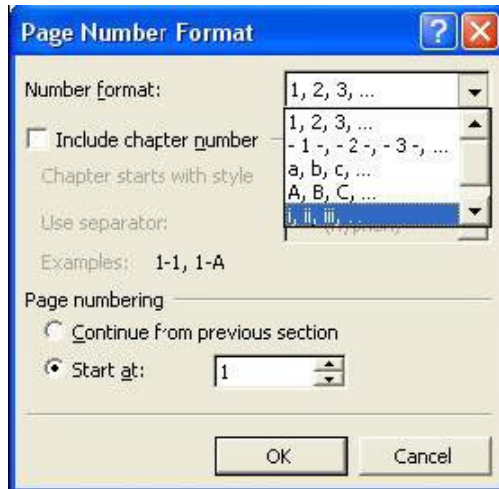 Page Number Format
Number format: 1, 2, 3, ...
1, 2, 3, ...
- 1 -, - 2 -, - 3 -, ...
Include chapter number
a, b, c, ...
Chapter starts with style
A, B, C, ...
i, ii, iii, ...
Use separator:
Examples: 1-1, 1-A
Page numbering
Continue from previous section
Start at: 1
OK Cancel